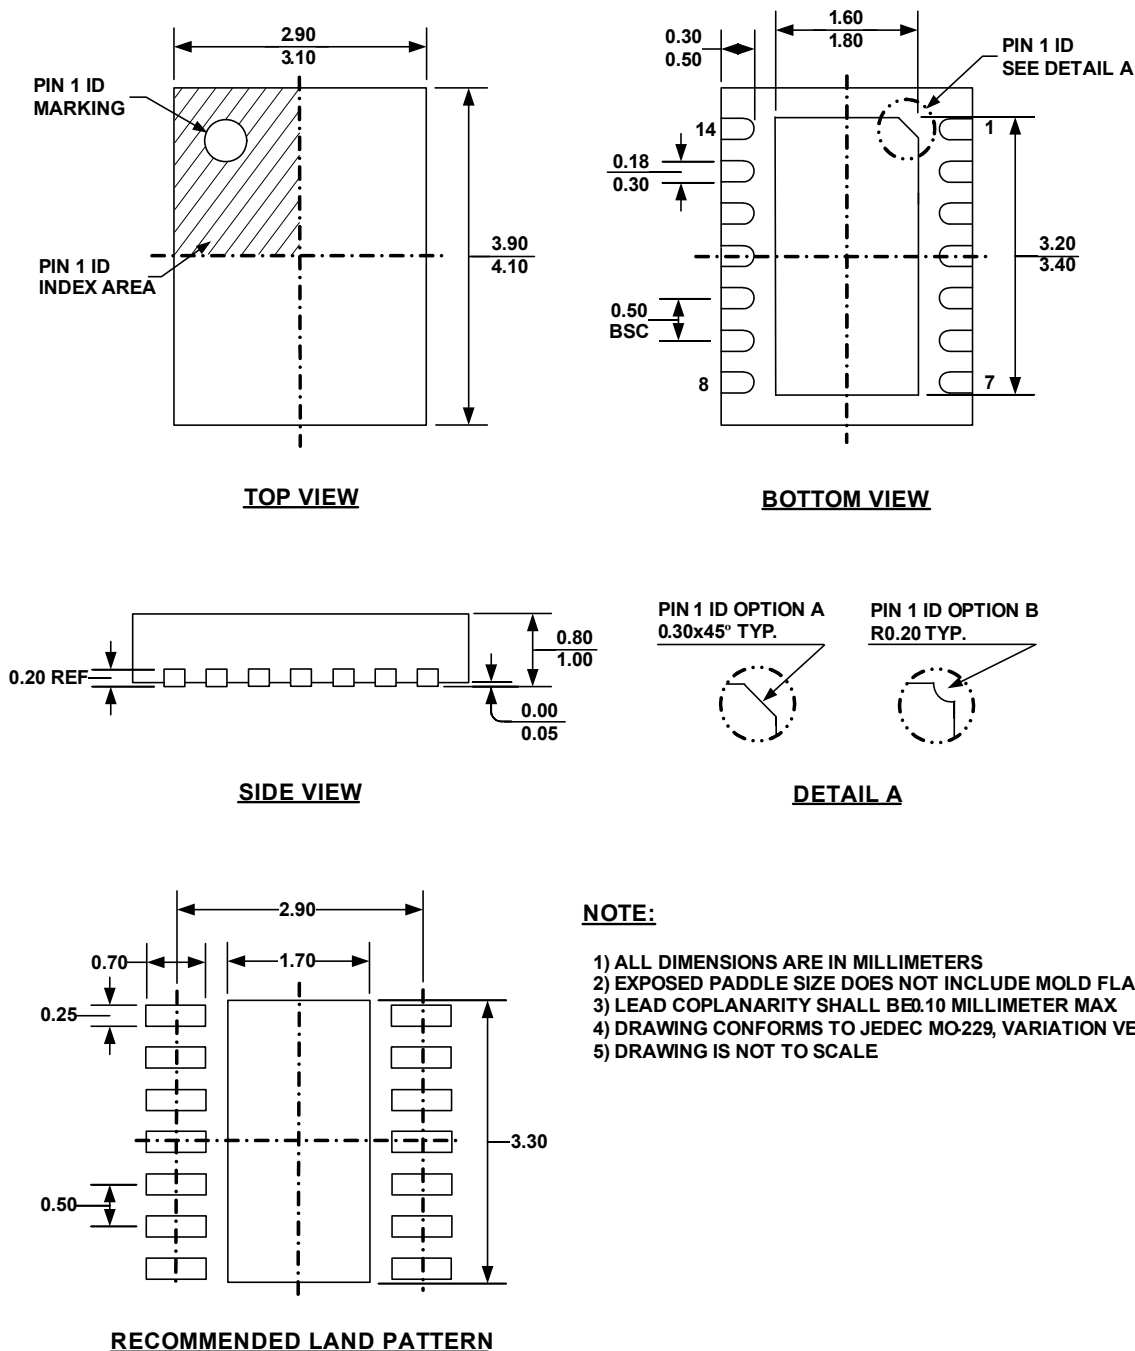 2.90
3.10
PIN 1 ID
MARKING
PIN 1 ID
INDEX AREA
3.90
4.10
TOP VIEW
0.30
0.50
1.60
1.80
PIN 1 ID
SEE DETAIL A
14
1
0.18
0.30
0.50
BSC
3.20
3.40
8
7
BOTTOM VIEW
0.20 REF
0.80
1.00
0.00
0.05
SIDE VIEW
PIN 1 ID OPTION A
0.30x45° TYP.
PIN 1 ID OPTION B
R0.20 TYP.
DETAIL A
2.90
0.70
1.70
0.25
0.50
3.30
RECOMMENDED LAND PATTERN
NOTE:
1) ALL DIMENSIONS ARE IN MILLIMETERS
2) EXPOSED PADDLE SIZE DOES NOT INCLUDE MOLD FLA
3) LEAD COPLANARITY SHALL BE0.10 MILLIMETER MAX
4) DRAWING CONFORMS TO JEDEC MO-229, VARIATION VE
5) DRAWING IS NOT TO SCALE